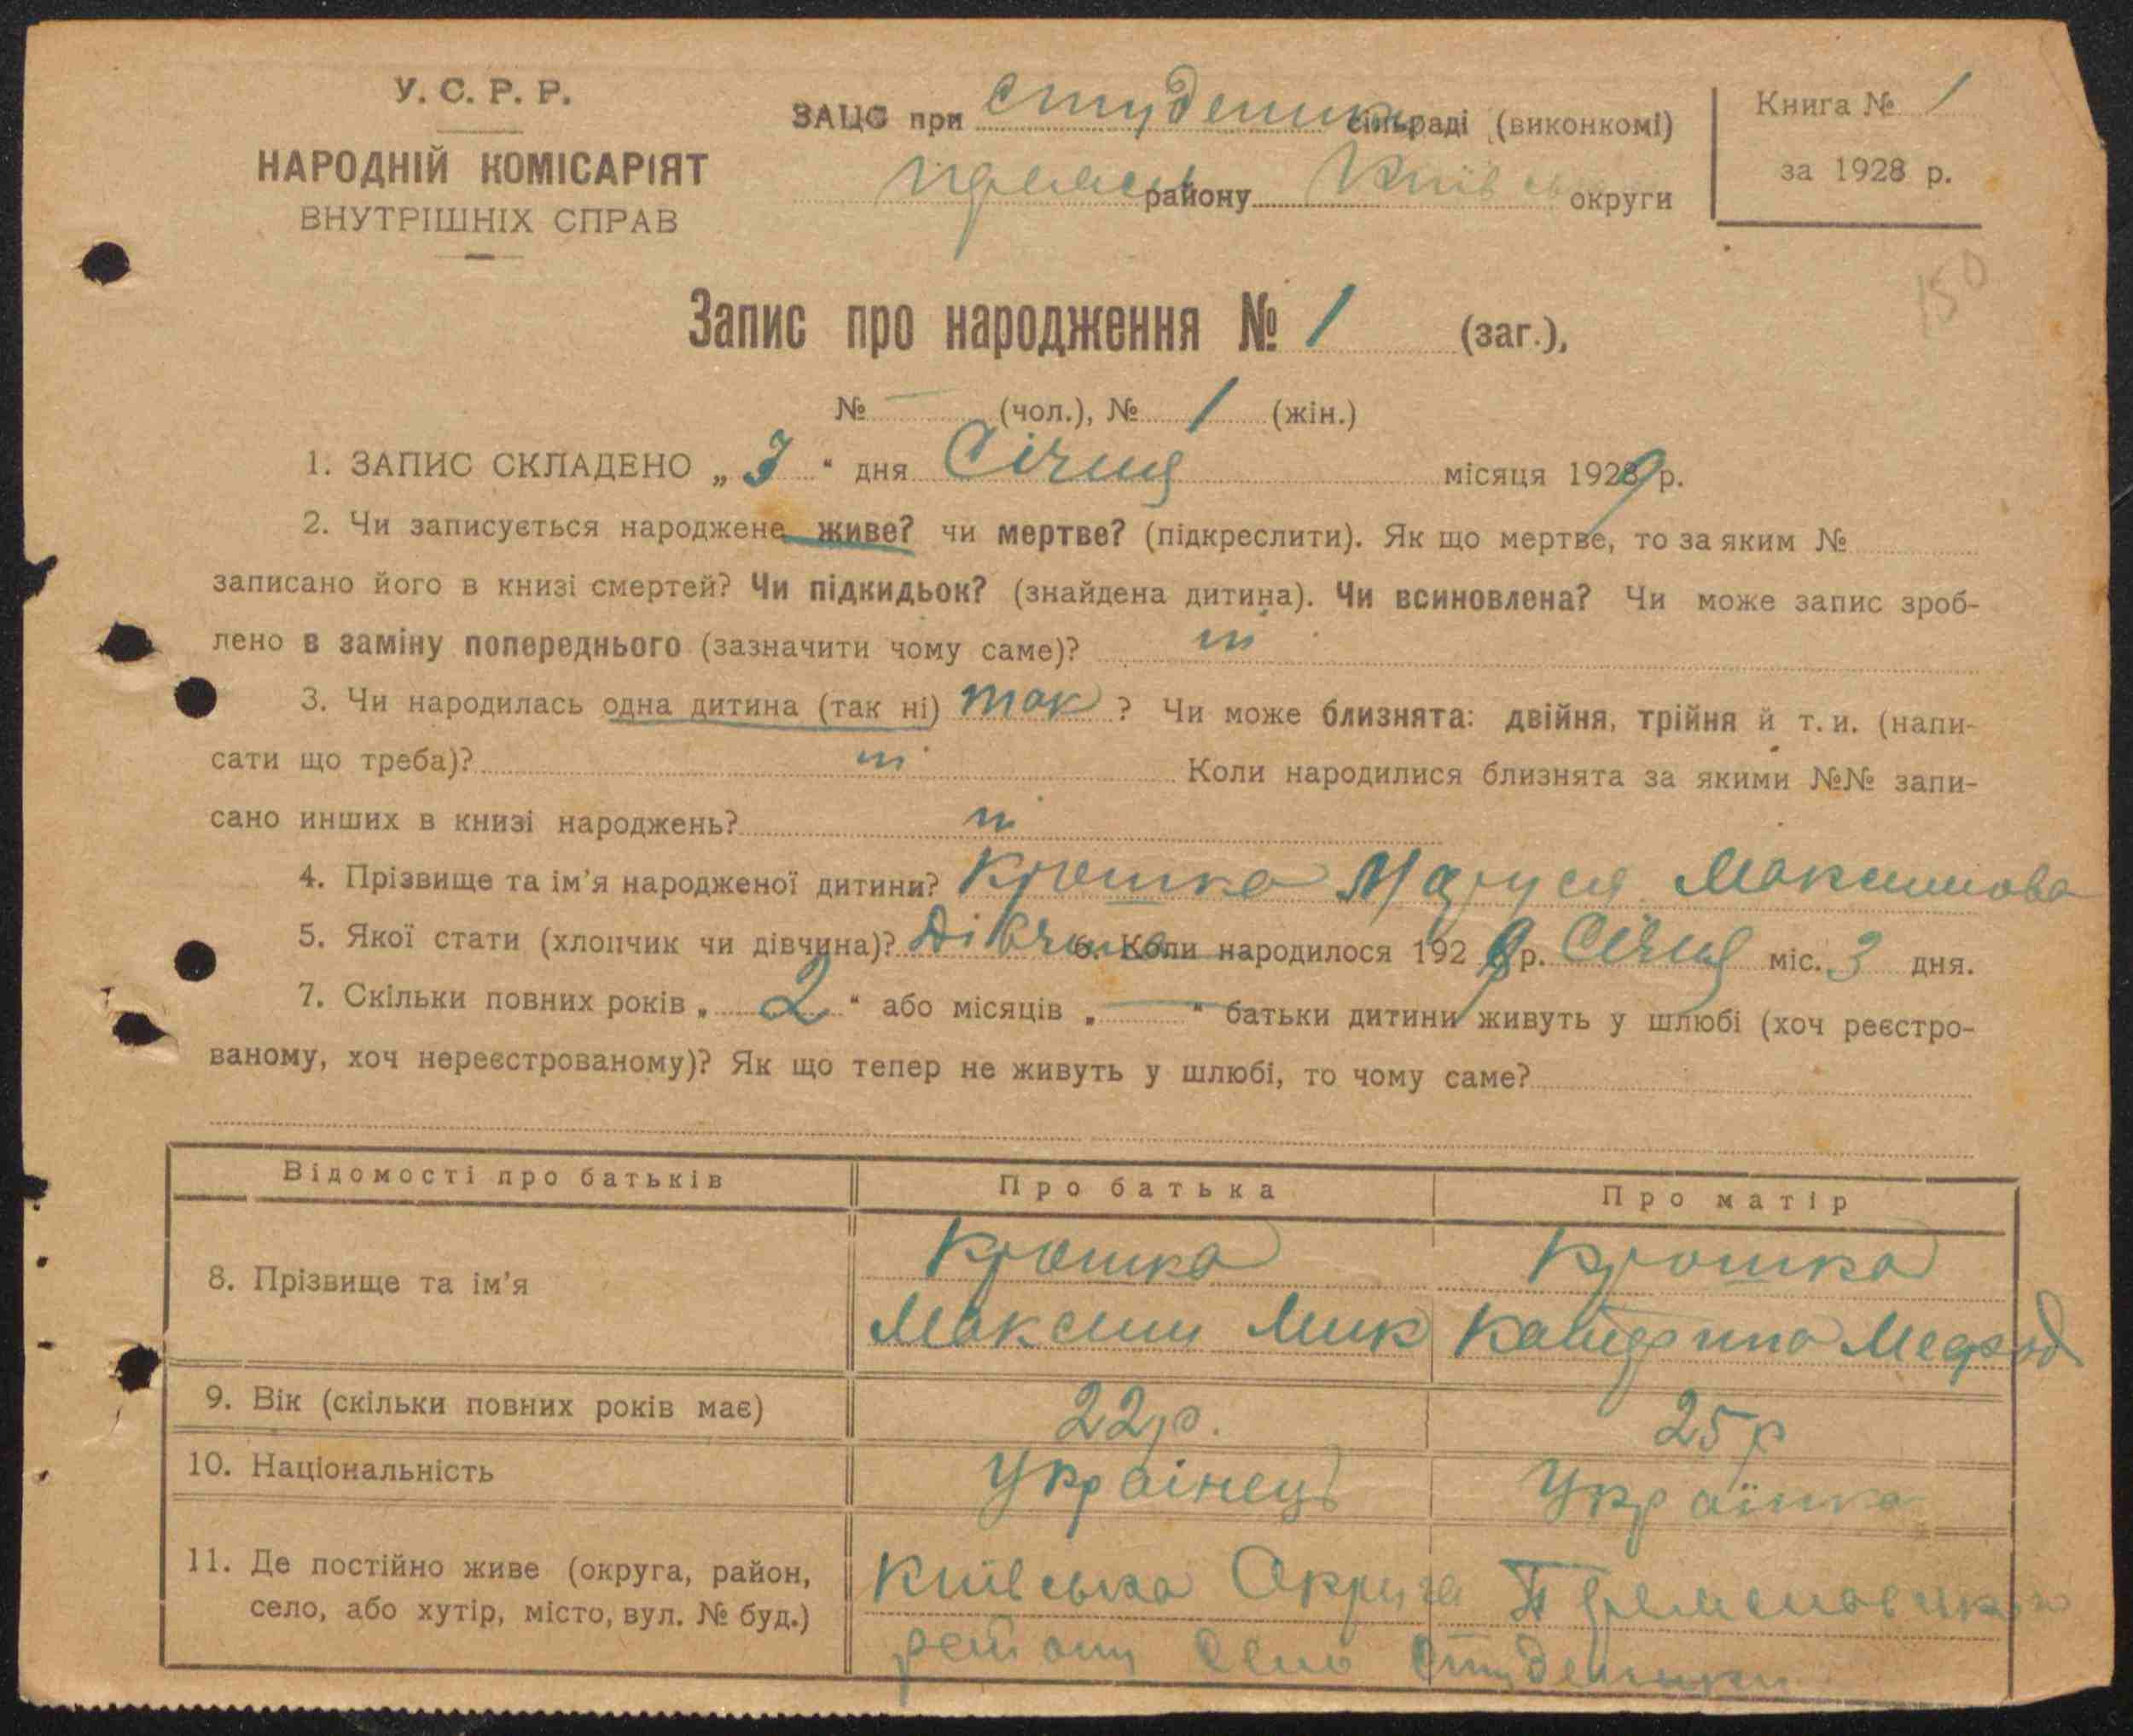 У. С. Р. Р.
НАРОДНІЙ КОМІСАРІЯТ
ВНУТРІШНІХ СПРАВ
ЗАЦС при Студеники сільраді (виконкомі)
району Київськ округи
Книга № 1
за 1928 р.
150
Запис про народження № 1 (заг.),
№ — (чол.), № 1 (жін.)
1. ЗАПИС СКЛАДЕНО „ 3 “ дня Січня місяця 1929 р.
2. Чи записується народжене живе? чи мертве? (підкреслити). Як що мертве, то за яким №
записано його в книзі смертей? Чи підкидьок? (знайдена дитина). Чи всиновлена? Чи може запис зроб-
лено в заміну попереднього (зазначити чому саме)? ні
3. Чи народилась одна дитина (так ні) так ? Чи може близнята: двійня, трійня й т. и. (напи-
сати що треба)? ні Коли народилися близнята за якими №№ запи-
сано инших в книзі народжень? ні
4. Прізвище та ім’я народженої дитини? Крошка Маруся Максимова
5. Якої стати (хлопчик чи дівчина)? Дівчина 6. Коли народилося 1929 р. Січня міс. 3 дня.
7. Скільки повних років „ 2 “ або місяців „ — “ батьки дитини живуть у шлюбі (хоч реєстро-
ваному, хоч нереєстрованому)? Як що тепер не живуть у шлюбі, то чому саме?
Відомості про батьків Про батька Про матір
8. Прізвище та ім’я
Крошка Крошка
Максим Мик Катерина
9. Вік (скільки повних років має) 22 р. 25 р
10. Національність Украінець Украінка
11. Де постійно живе (округа, район,
село, або хутір, місто, вул. № буд.)
Київська Округа
село Студеники